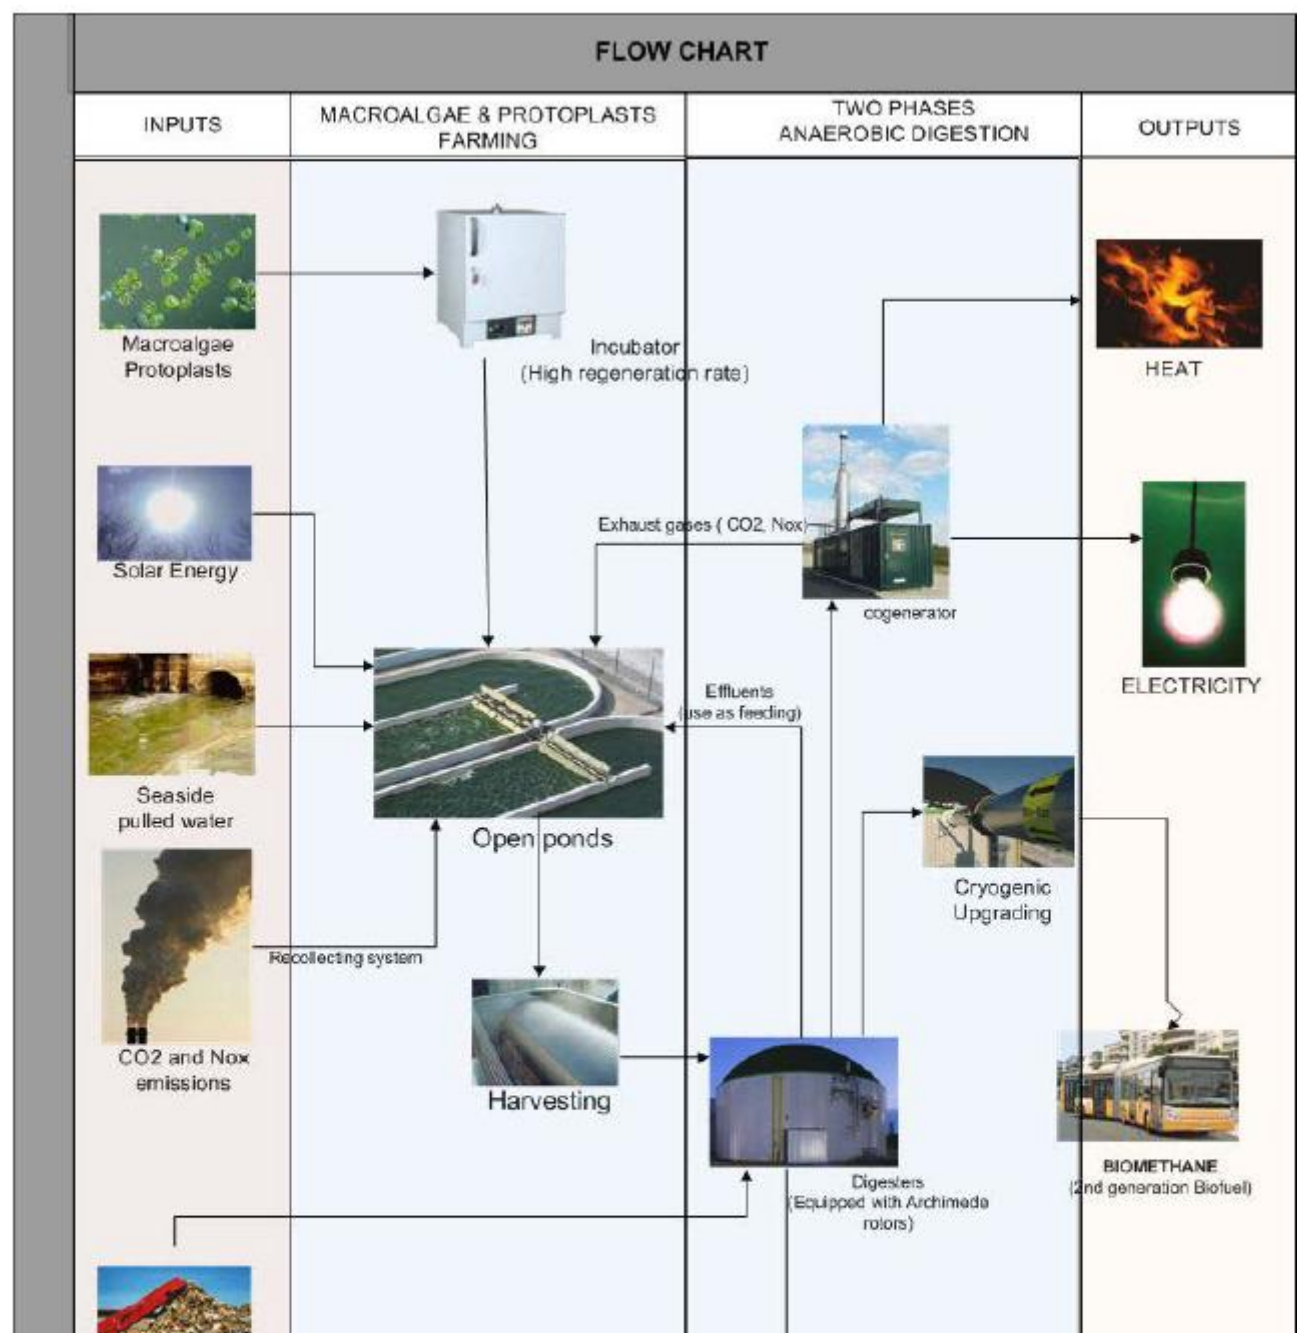 FLOW CHART
INPUTS
MACROALGAE & PROTOPLASTS
FARMING
TWO PHASES
ANAEROBIC DIGESTION
OUTPUTS
Macroalgae
Protoplasts
Incubator
(High regeneration rate)
HEAT
Solar Energy
Exhaust gases ( CO2, Nox)
cogenerator
ELECTRICITY
Effluents
(use as feeding)
Seaside
pulled water
Open ponds
Cryogenic
Upgrading
Recollecting system
CO2 and Nox
emissions
Harvesting
Digesters
(Equipped with Archimede
rotors)
BIOMETHANE
(2nd generation Biofuel)